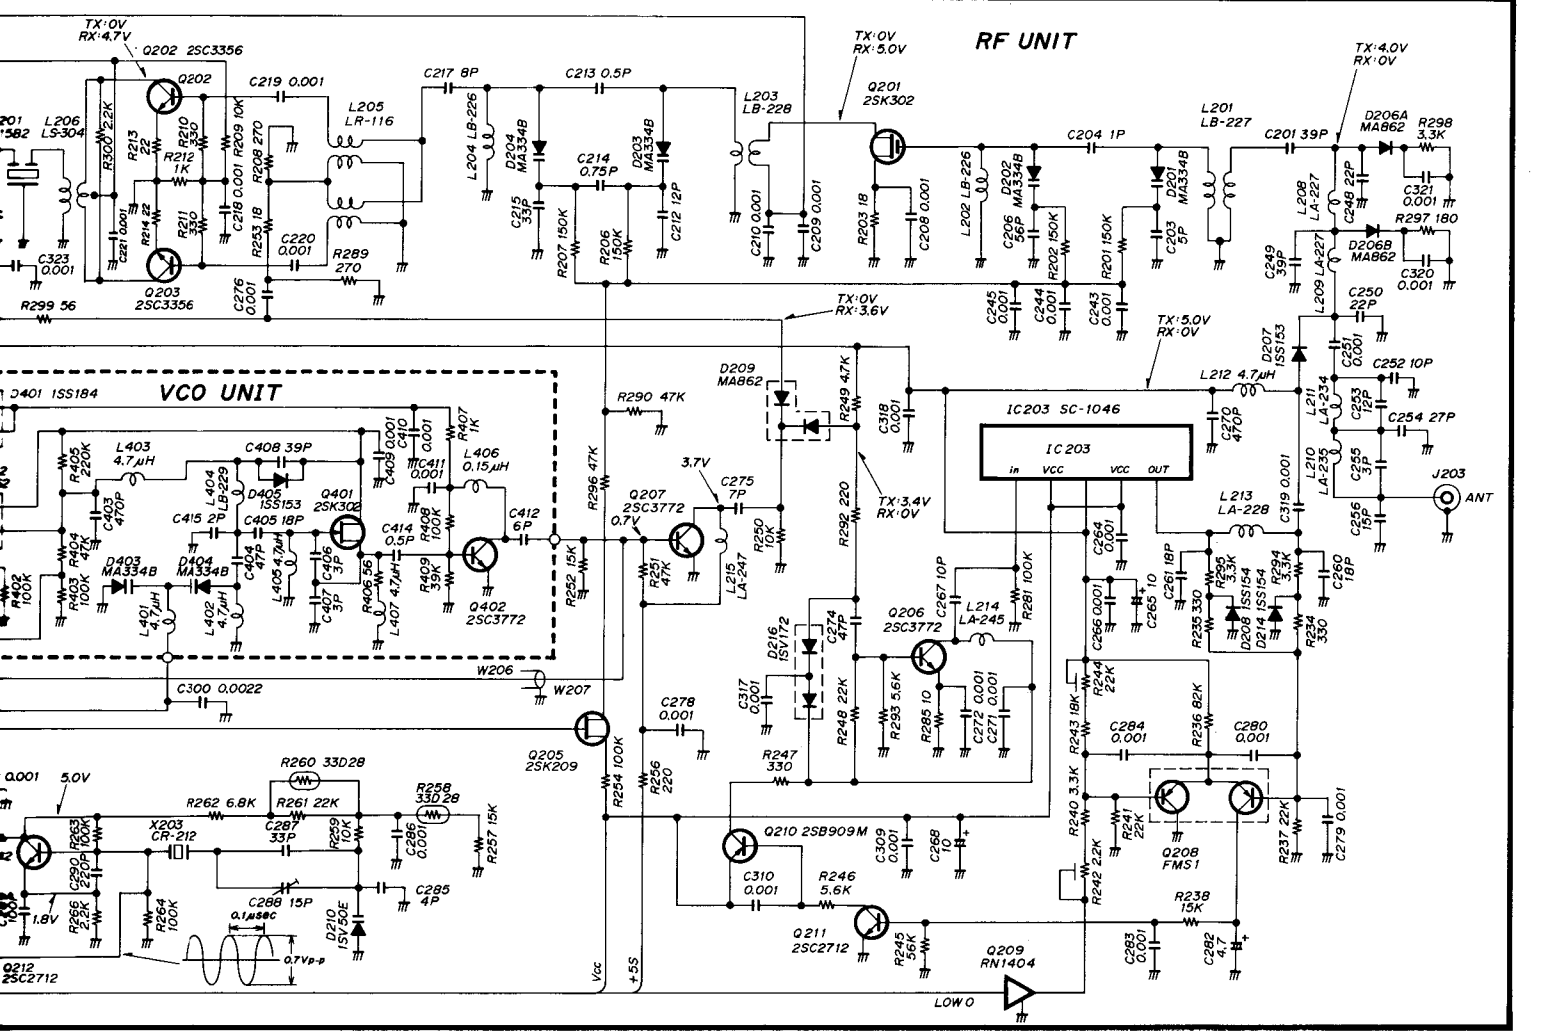 TX:0V
RX:4.7V
Q202 2SC3356
Q202
C219 0.001
L205
LR-116
C217 8P
L204 LB-226
C213 0.5P
D204
MA334B
D203
MA334B
C214
0.75P
C215
33P
C212 12P
R207 150K
R206
150K
L203
LB-228
TX:0V
RX:5.0V
Q201
2SK302
RF UNIT
TX:4.0V
RX:0V
L201
LB-227
C204 1P
C201 39P
D206A
MA862
R298
3.3K
C321
0.001
R297 180
L208
LA-227
C248 22P
D206B
MA862
C320
0.001
C249
39P
L209 LA-227
C250
22P
L206
LS-304
R300 2.2K
R213
22
R210
330
R209 10K
R208 270
R212
1K
R214 22
R211
330
C218 0.001
R253 18
C221 0.001
C220
0.001
R289
270
C323
0.001
Q203
2SC3356
C276
0.001
R299 56
C210 0.001
C209 0.001
R203 18
C208 0.001
L202 LB-226
D202
MA334B
C206
56P
R202 150K
R201 150K
D201
MA334B
C203
5P
C245
0.001
C244
0.001
C243
0.001
TX:0V
RX:3.6V
TX:5.0V
RX:0V
D207
1SS153
C251
0.001
C252 10P
L211
LA-234
C253
12P
C254 27P
L210
LA-235
C255
3P
C256
15P
J203
ANT
D401 1SS184
VCO UNIT
D209
MA862
R249 4.7K
C318
0.001
IC203 SC-1046
IC203
in
VCC
VCC
OUT
L212 4.7μH
C270
470P
R290 47K
R296 47K
L403
4.7μH
C408 39P
R405
220K
L404
LB-229
D405
1SS153
Q401
2SK302
C409 0.001
C410
0.001
R407
1K
C411
0.001
L406
0.15μH
C403
470P
C415 2P
C405 18P
C414
0.5P
R408
100K
C412
6P
R404
47K
D403
MA334B
D404
MA334B
C404
47P
L405 4.7μH
C406
3P
C407
3P
R406 56
L407 4.7μH
R409
39K
Q402
2SC3772
R402
100K
R403
100K
L401
4.7μH
L402
4.7μH
R252 15K
0.7V
Q207
2SC3772
3.7V
C275
7P
R251
47K
L215
LA-247
R250
10K
R292 220
TX:3.4V
RX:0V
L213
LA-228
C319 0.001
C264
0.001
C267 10P
R281 100K
C266 0.001
C265 10
C261 18P
R295
3.3K
D208 1SS154
D214 1SS154
R294
3.3K
C260
18P
R235 330
R234
330
D216
1SV172
C274
47P
Q206
2SC3772
L214
LA-245
C317
0.001
R248 22K
R293 5.6K
R285 10
C272 0.001
C271 0.001
R244
22K
R243 18K
C284
0.001
R236 82K
C280
0.001
W206
W207
C300 0.0022
C278
0.001
Q205
2SK209
R254 100K
R256
220
R247
330
R240 3.3K
R241
22K
Q208
FMS1
R237 22K
C279 0.001
0.001
5.0V
R260 33D28
R262 6.8K
R261 22K
R258
33D28
X203
CR-212
C287
33P
R259
10K
C286
0.001
R257 15K
R263
100K
C290
220P
1.8V
R266
2.2K
R264
100K
C288 15P
C285
4P
0.1μsec
0.7Vp-p
D210
1SV50E
Q212
2SC2712
Vcc
+5S
Q210 2SB909M
C309
0.001
C268
10
C310
0.001
R246
5.6K
Q211
2SC2712
R245
56K
Q209
RN1404
LOW 0
R242 2.2K
R238
15K
C283
0.001
C282
4.7